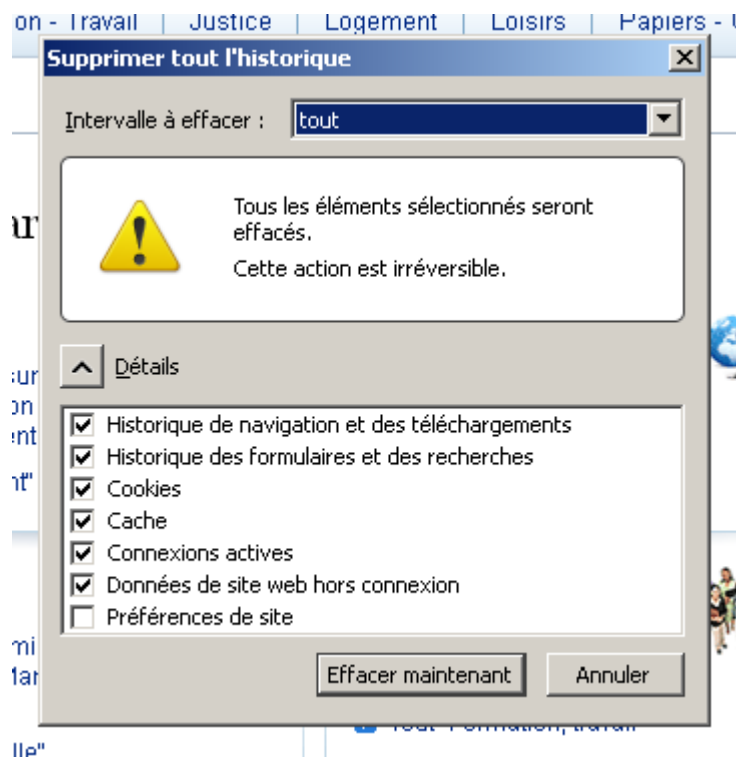 on - Travail | Justice | Logement | Loisirs | Papiers -
Supprimer tout l'historique
Intervalle à effacer : tout
Tous les éléments sélectionnés seront
effacés.
Cette action est irréversible.
Détails
Historique de navigation et des téléchargements
Historique des formulaires et des recherches
Cookies
Cache
Connexions actives
Données de site web hors connexion
Préférences de site
Effacer maintenant Annuler